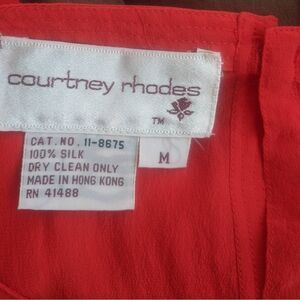 courtney rhodes
TM
CAT. NO. 11-8675
100% SILK
DRY CLEAN ONLY
MADE IN HONG KONG
RN 41488
M